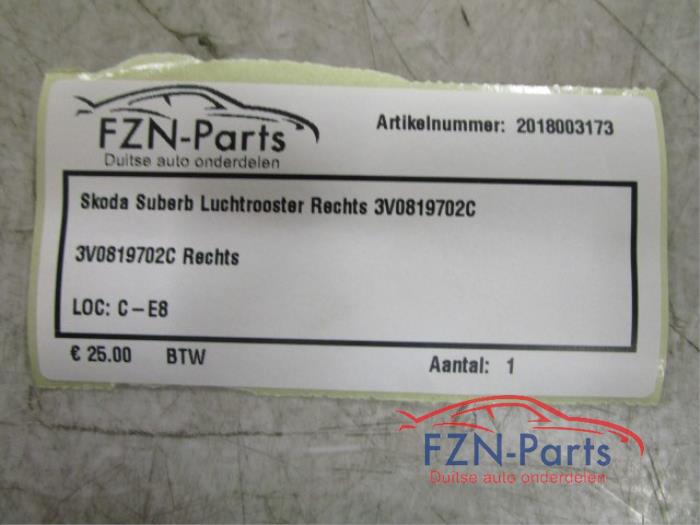 FZN-Parts
Duitse auto onderdelen
Artikelnummer: 2018003173
Skoda Suberb Luchtrooster Rechts 3V0819702C
3V0819702C Rechts
LOC: C-E8
€ 25.00 BTW
Aantal: 1
FZN-Parts
Duitse auto onderdelen